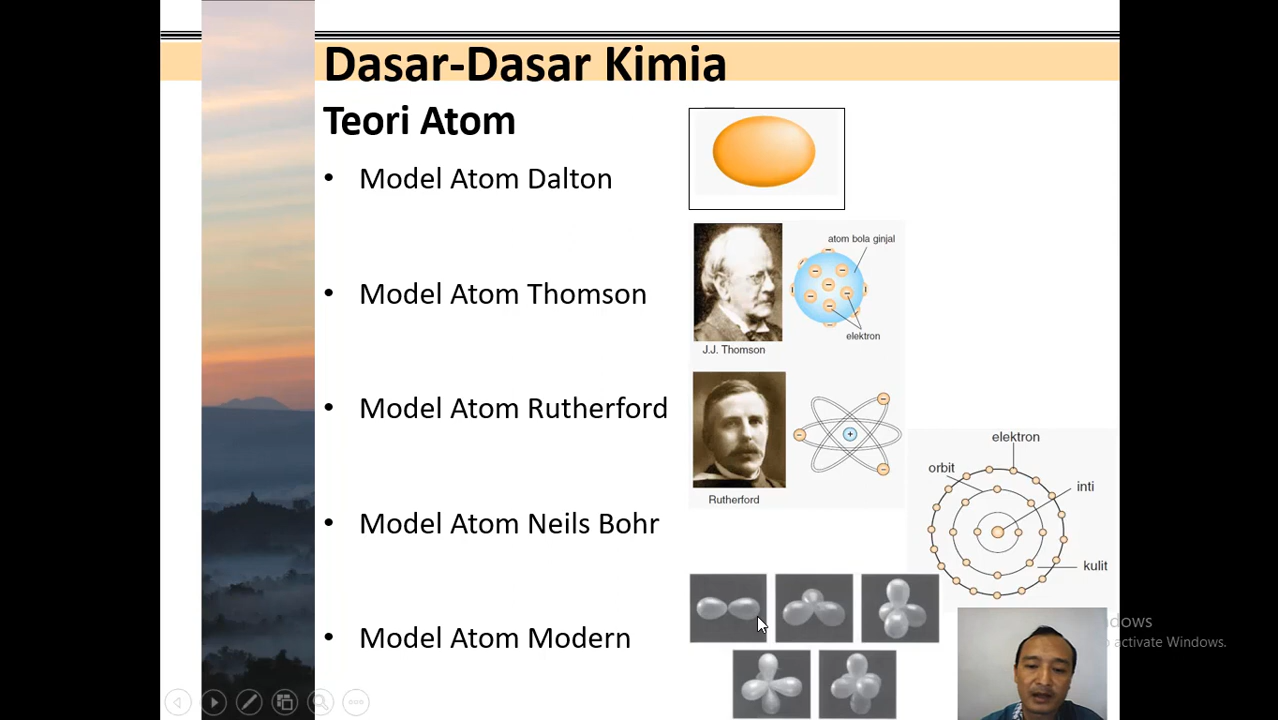 Dasar-Dasar Kimia
Teori Atom
• Model Atom Dalton
• Model Atom Thomson
atom bola ginjal
elektron
J.J. Thomson
• Model Atom Rutherford
Rutherford
• Model Atom Neils Bohr
elektron
orbit
inti
kulit
• Model Atom Modern
ndows
o activate Windows.